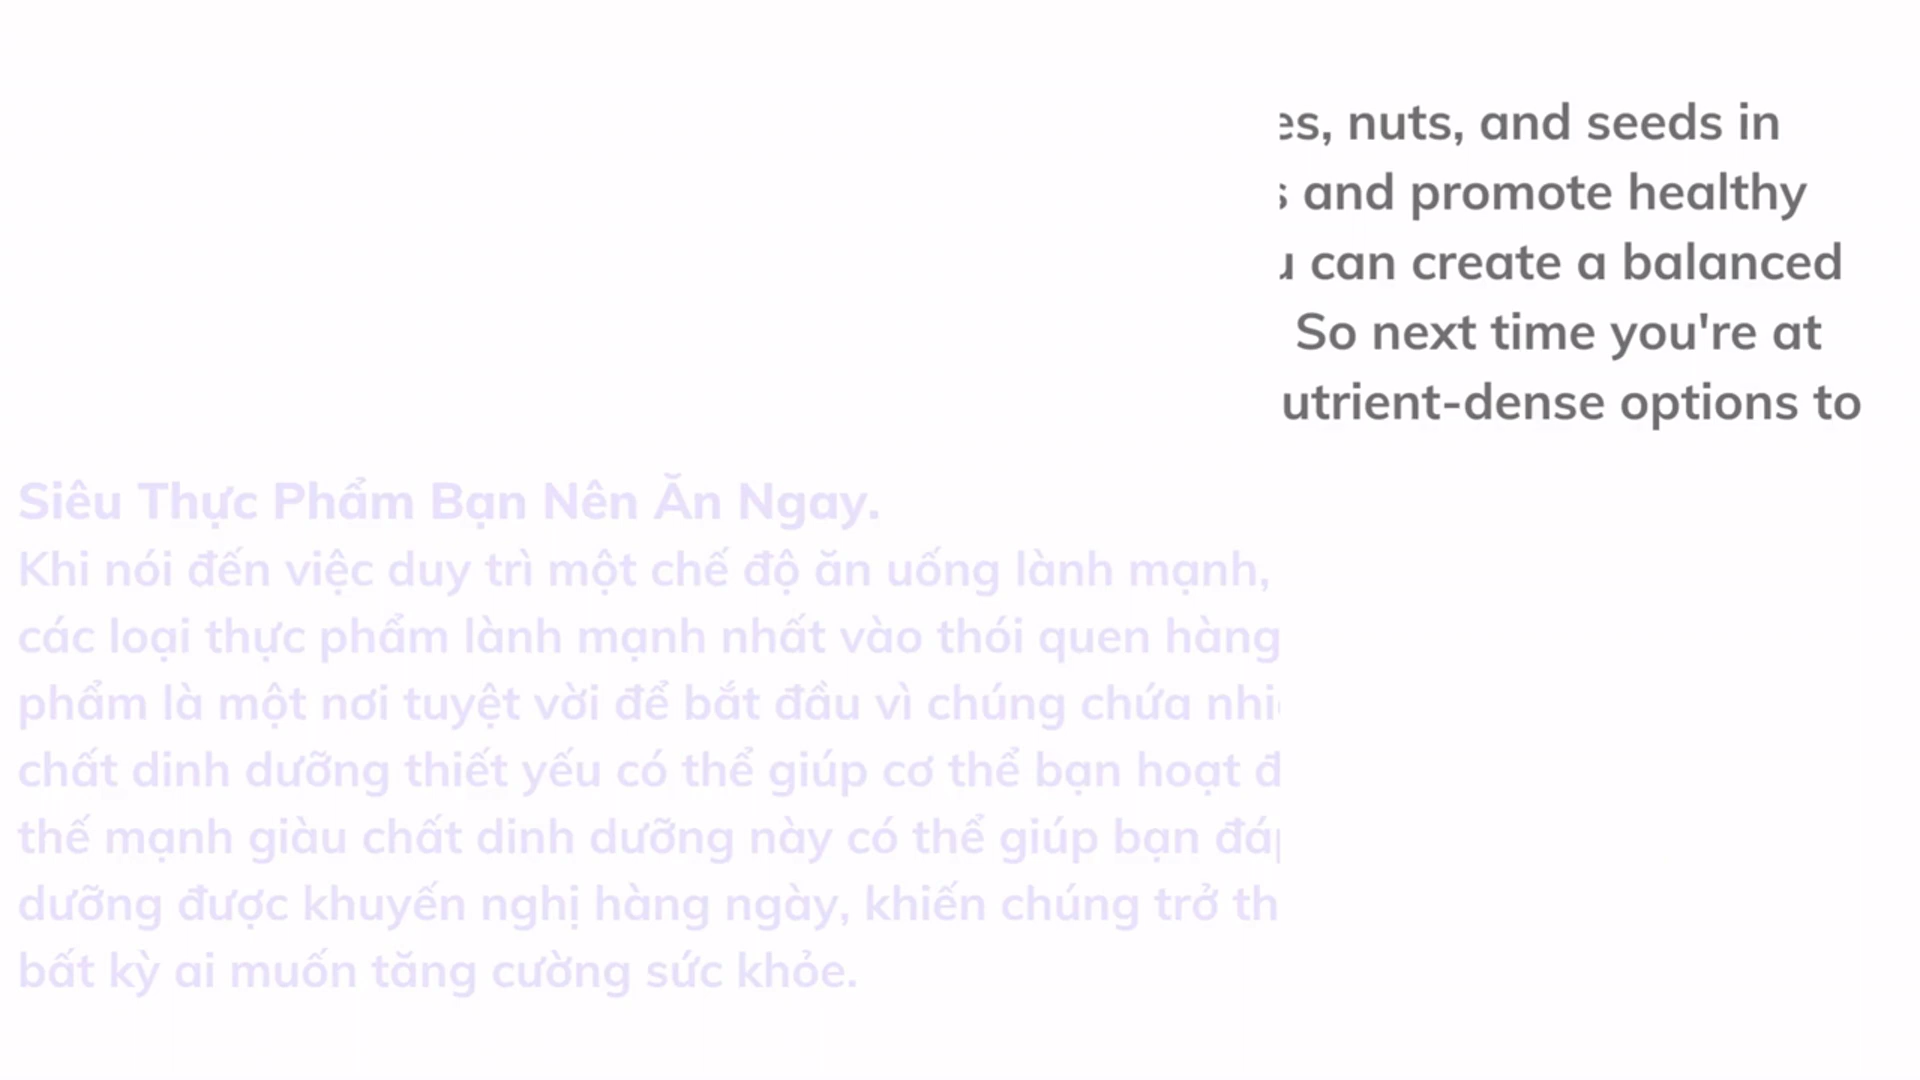 nuts, and seeds in
and promote healthy
can create a balanced
So next time you're at
options to
Siêu Thực Phẩm Bạn Nên Ăn Ngay.
Khi nói đến việc duy trì một chế độ ăn uống lành mạnh,
các loại thực phẩm lành mạnh nhất vào thói quen hàng
phẩm là một nơi tuyệt vời để bắt đầu vì chúng chứa
chất dinh dưỡng thiết yếu có thể giúp cơ thể bạn hoạt
thế mạnh giàu chất dinh dưỡng này có thể giúp bạn
dưỡng được khuyến nghị hàng ngày, khiến chúng trở
bất kỳ ai muốn tăng cường sức khỏe.